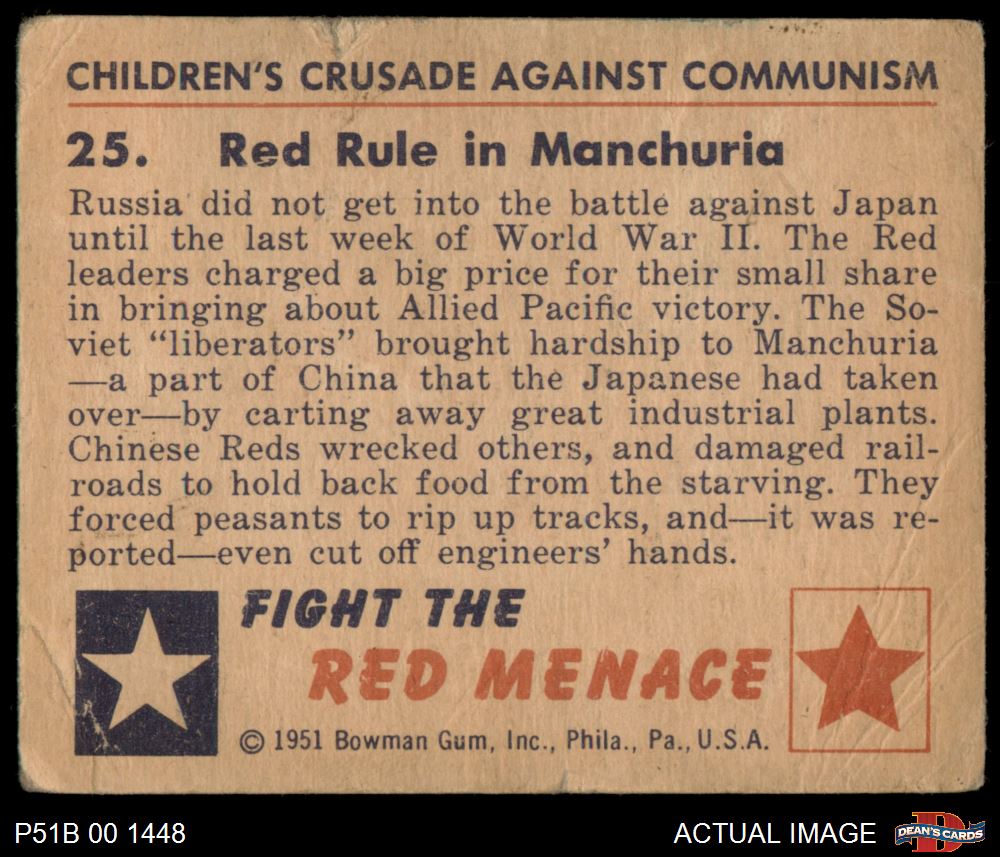 CHILDREN'S CRUSADE AGAINST COMMUNISM
25. Red Rule in Manchuria
Russia did not get into the battle against Japan
until the last week of World War II. The Red
leaders charged a big price for their small share
in bringing about Allied Pacific victory. The So-
viet “liberators” brought hardship to Manchuria
—a part of China that the Japanese had taken
over—by carting away great industrial plants.
Chinese Reds wrecked others, and damaged rail-
roads to hold back food from the starving. They
forced peasants to rip up tracks, and—it was re-
ported—even cut off engineers’ hands.
FIGHT THE
RED MENACE
© 1951 Bowman Gum, Inc., Phila., Pa., U.S.A.
P51B 00 1448
ACTUAL IMAGE
D
DEAN'S CARDS